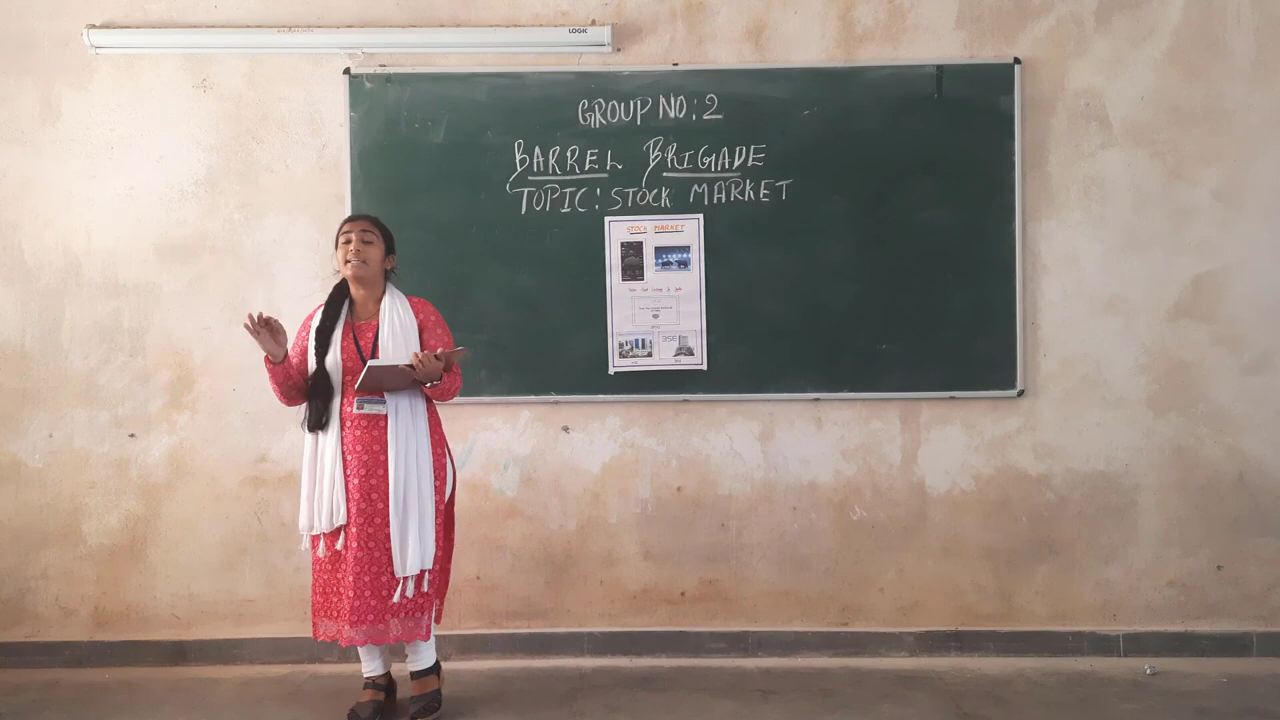 LOGIC
GROUP NO: 2
BARREL BRIGADE
TOPIC: STOCK MARKET
STOCK MARKET
BSE